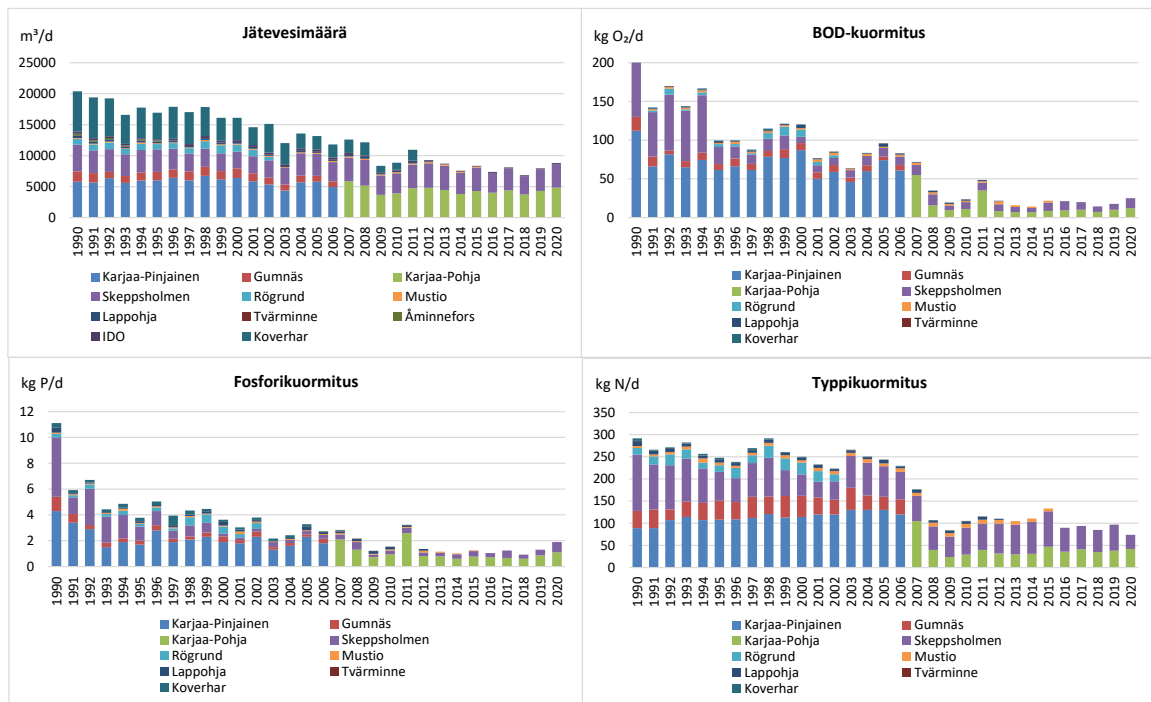 Jätevesimäärä
m³/d
25000
20000
15000
10000
5000
0
1990 1991 1992 1993 1994 1995 1996 1997 1998 1999 2000 2001 2002 2003 2004 2005 2006 2007 2008 2009 2010 2011 2012 2013 2014 2015 2016 2017 2018 2019 2020
Karjaa-Pinjainen Gumnäs Karjaa-Pohja
Skeppsholmen Rögrund Mustio
Lappohja Tvärminne Åminnefors
IDO Koverhar
BOD-kuormitus
kg O₂/d
200
150
100
50
0
1990 1991 1992 1993 1994 1995 1996 1997 1998 1999 2000 2001 2002 2003 2004 2005 2006 2007 2008 2009 2010 2011 2012 2013 2014 2015 2016 2017 2018 2019 2020
Karjaa-Pinjainen Gumnäs
Karjaa-Pohja Skeppsholmen
Rögrund Mustio
Lappohja Tvärminne
Koverhar
Fosforikuormitus
kg P/d
12
10
8
6
4
2
0
1990 1991 1992 1993 1994 1995 1996 1997 1998 1999 2000 2001 2002 2003 2004 2005 2006 2007 2008 2009 2010 2011 2012 2013 2014 2015 2016 2017 2018 2019 2020
Karjaa-Pinjainen Gumnäs
Karjaa-Pohja Skeppsholmen
Rögrund Mustio
Lappohja Tvärminne
Koverhar
Typpikuormitus
kg N/d
350
300
250
200
150
100
50
0
1990 1991 1992 1993 1994 1995 1996 1997 1998 1999 2000 2001 2002 2003 2004 2005 2006 2007 2008 2009 2010 2011 2012 2013 2014 2015 2016 2017 2018 2019 2020
Karjaa-Pinjainen Gumnäs
Karjaa-Pohja Skeppsholmen
Rögrund Mustio
Lappohja Tvärminne
Koverhar